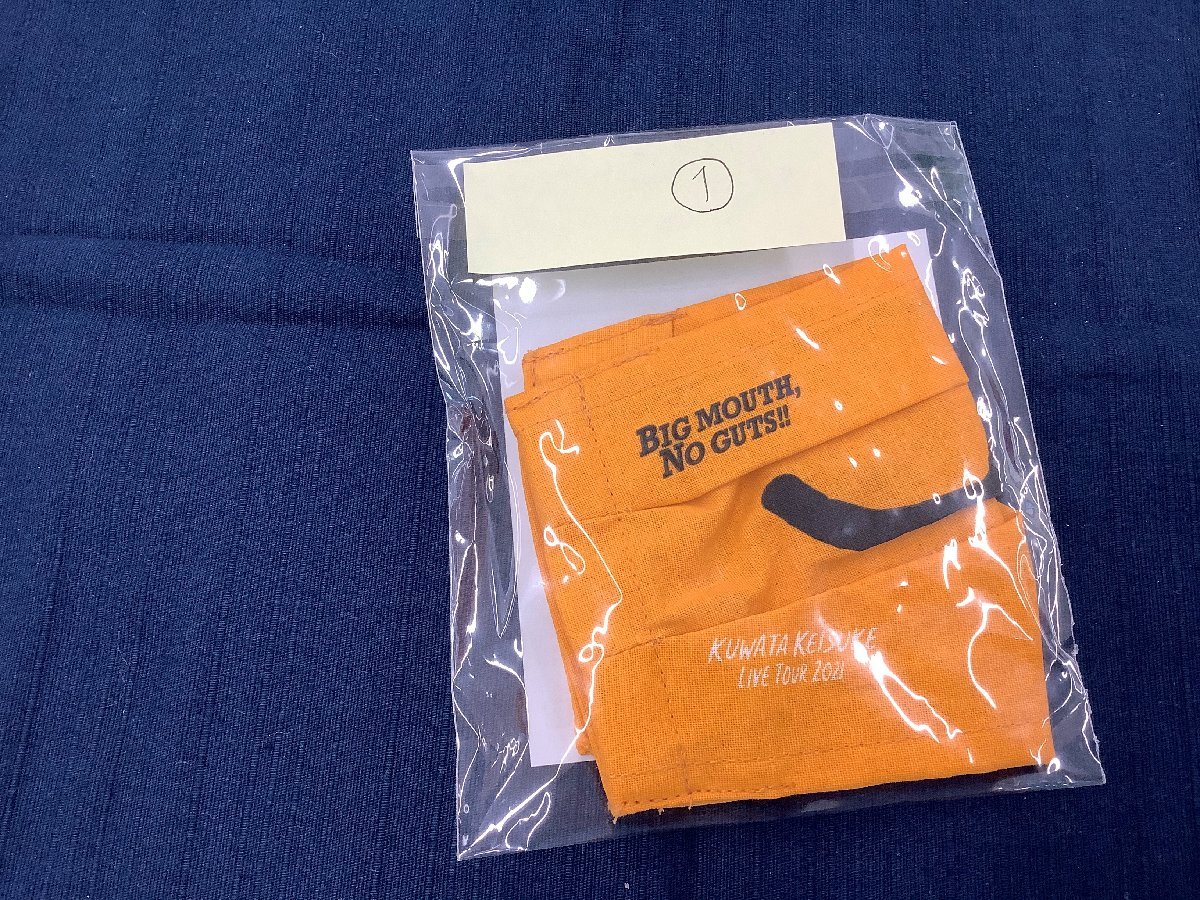 ①
BIG MOUTH,
NO GUTS!!
KUWATA KEISUKE
LIVE TOUR 2021